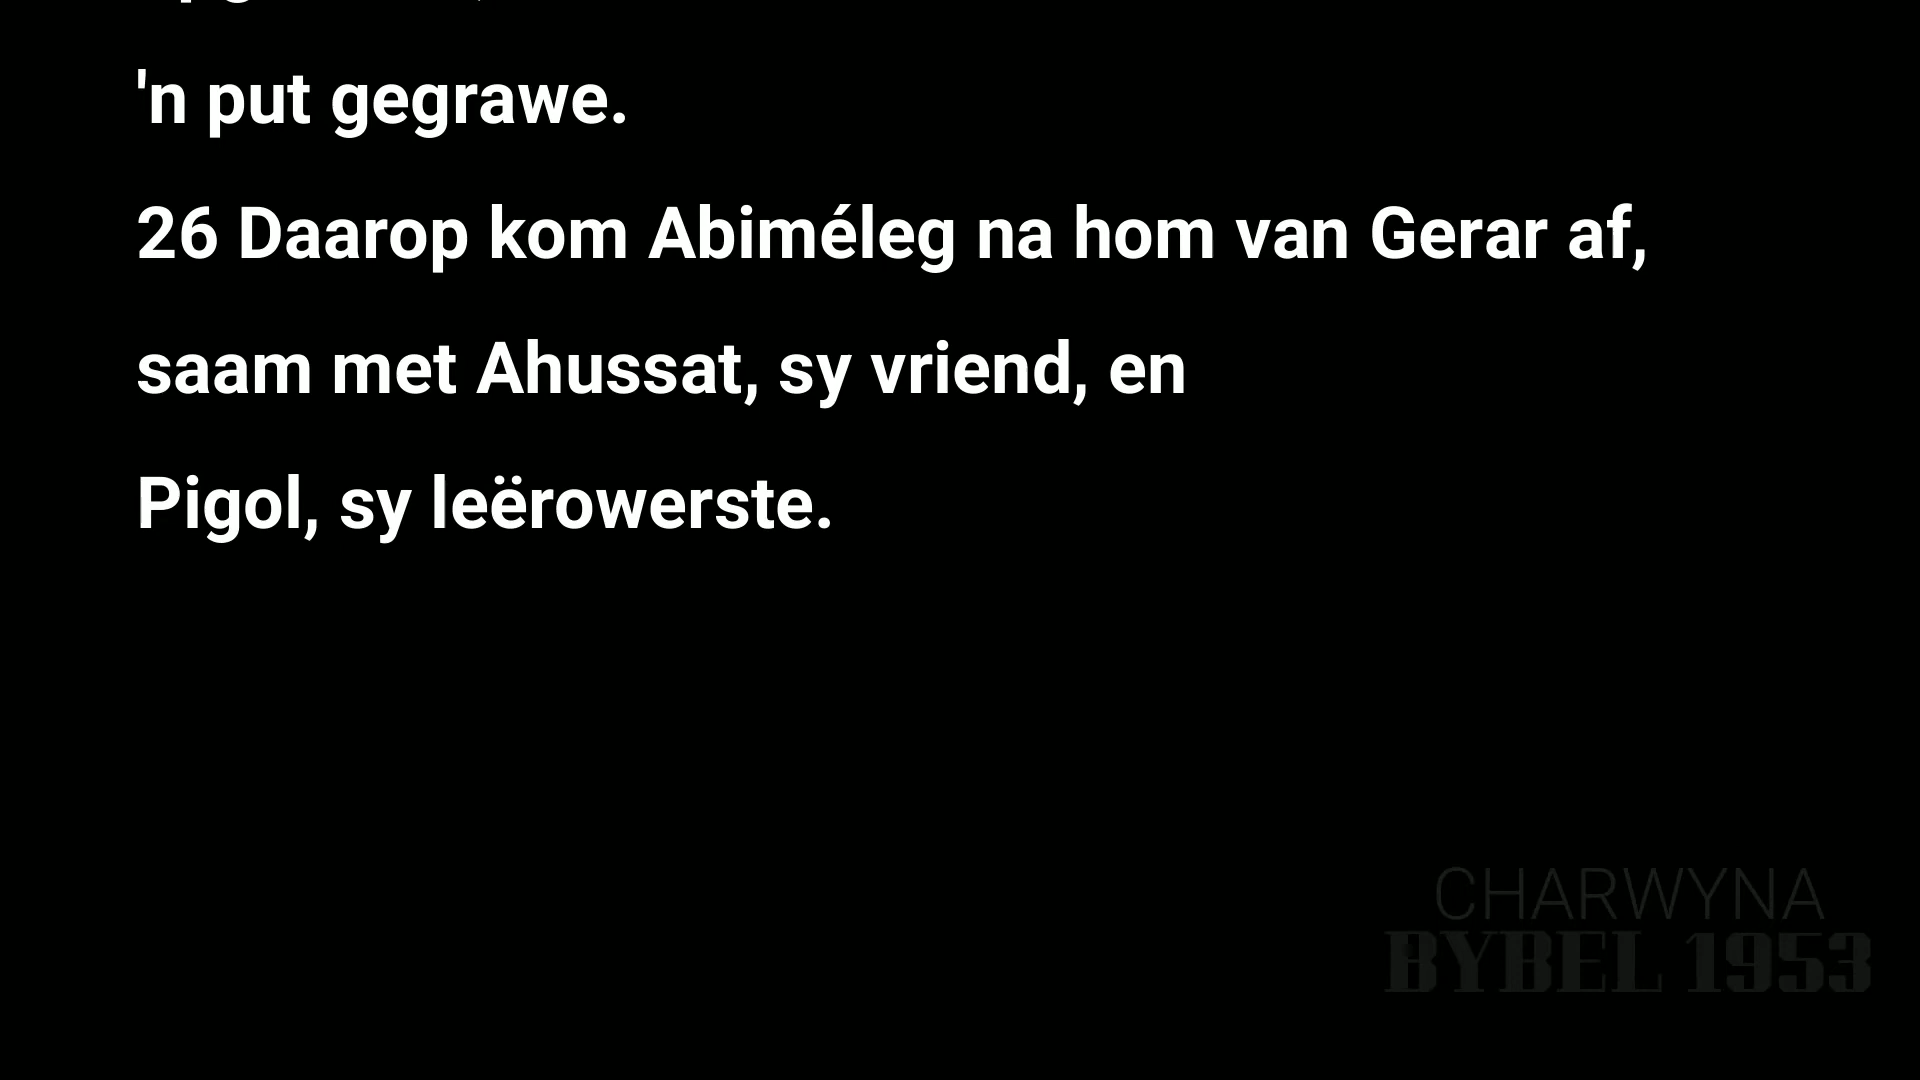 'n put gegrawe.
26 Daarop kom Abiméleg na hom van Gerar af,
saam met Ahussat, sy vriend, en
Pigol, sy leërowerste.
CHARWYNA
BYBEL 1953